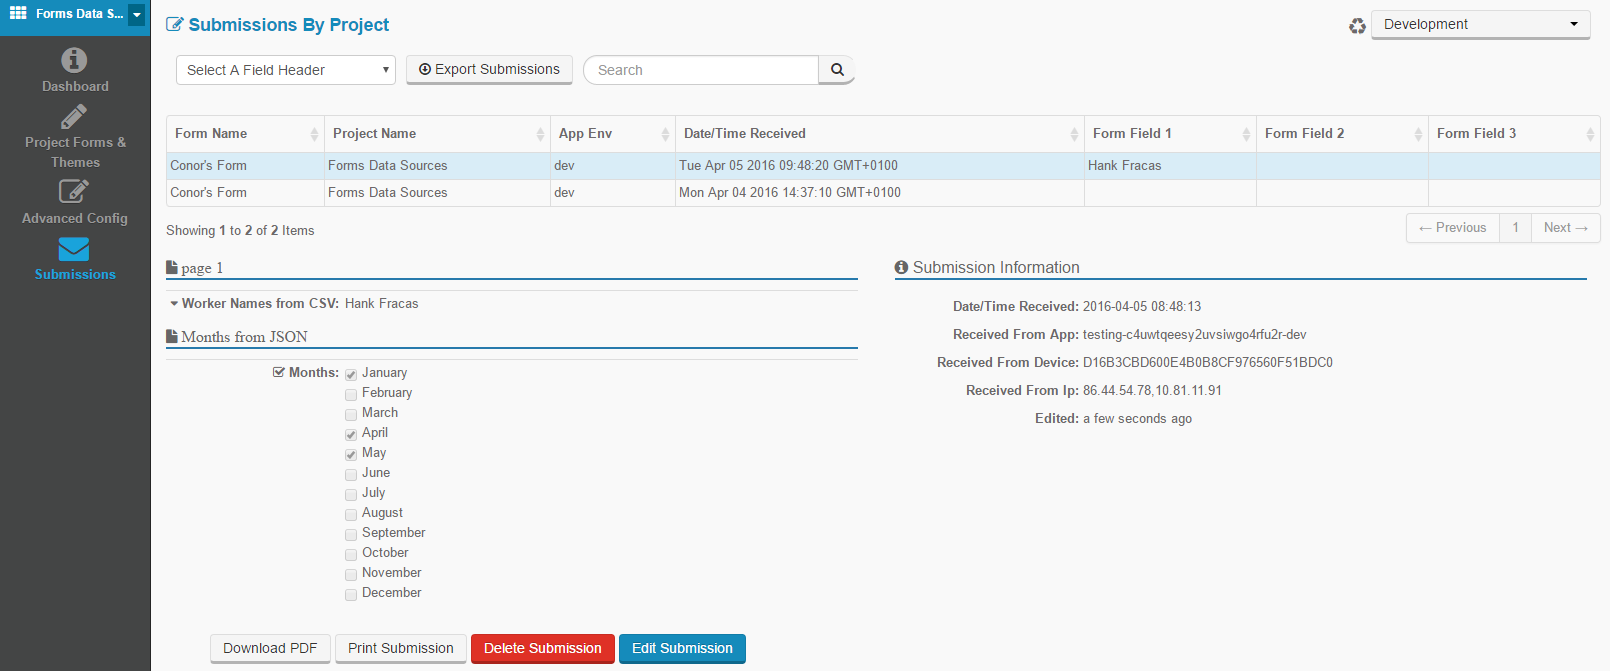 Forms Data S...
Dashboard
Project Forms &
Themes
Advanced Config
Submissions
Submissions By Project
Development
Select A Field Header
Export Submissions
Search
Form Name Project Name App Env Date/Time Received Form Field 1 Form Field 2 Form Field 3
Conor's Form Forms Data Sources dev Tue Apr 05 2016 09:48:20 GMT+0100 Hank Fracas
Conor's Form Forms Data Sources dev Mon Apr 04 2016 14:37:10 GMT+0100
Showing 1 to 2 of 2 Items
← Previous 1 Next →
page 1
Worker Names from CSV: Hank Fracas
Months from JSON
Months:
January
February
March
April
May
June
July
August
September
October
November
December
Submission Information
Date/Time Received: 2016-04-05 08:48:13
Received From App: testing-c4uwtqeesy2uvsiwgo4rfu2r-dev
Received From Device: D16B3CBD600E4B0B8CF976560F51BDC0
Received From Ip: 86.44.54.78,10.81.11.91
Edited: a few seconds ago
Download PDF
Print Submission
Delete Submission
Edit Submission